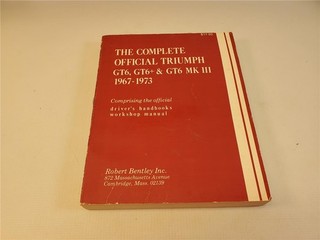 THE COMPLETE
OFFICIAL TRIUMPH
GT6, GT6+ & GT6 MK III
1967-1973
Comprising the official
driver's handbooks
workshop manual
Robert Bentley Inc.
872 Massachusetts Avenue
Cambridge, Mass. 02139